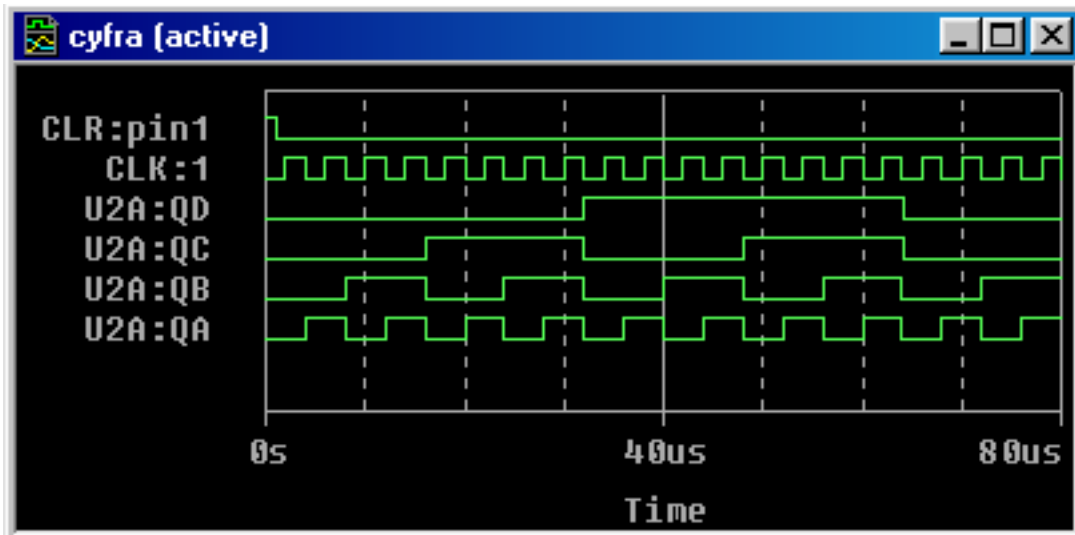 cyfra (active)
CLR:pin1
CLK:1
U2A:QD
U2A:QC
U2A:QB
U2A:QA
0s 40us 80us
Time